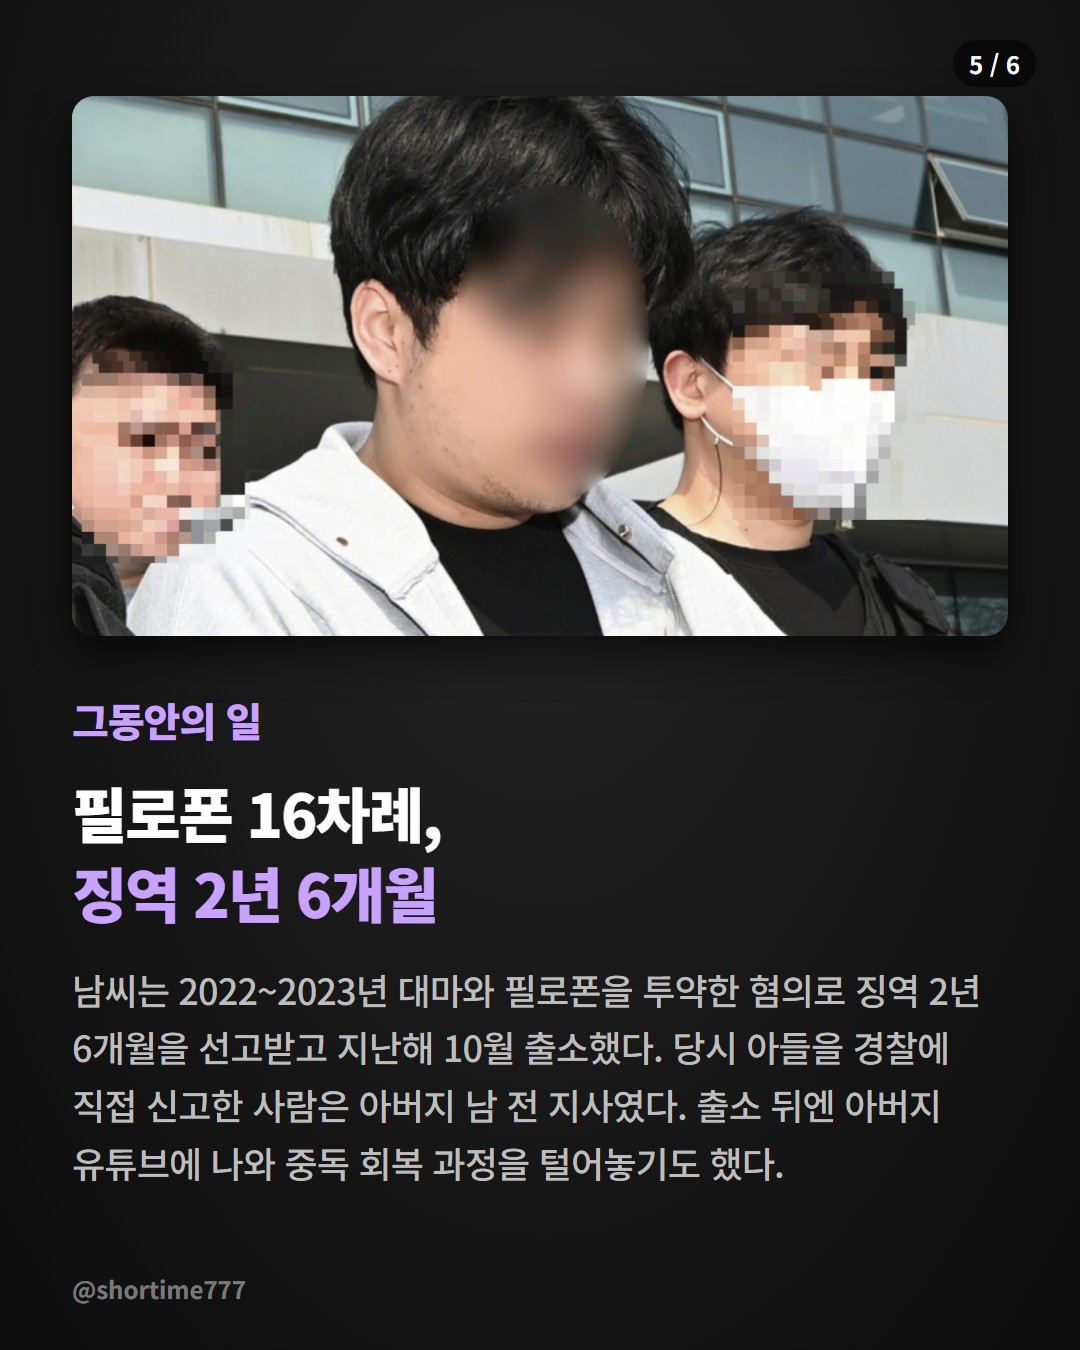 5 / 6
그동안의 일
필로폰 16차례,
징역 2년 6개월
남씨는 2022~2023년 대마와 필로폰을 투약한 혐의로 징역 2년
6개월을 선고받고 지난해 10월 출소했다. 당시 아들을 경찰에
직접 신고한 사람은 아버지 남 전 지사였다. 출소 뒤엔 아버지
유튜브에 나와 중독 회복 과정을 털어놓기도 했다.
@shortime777